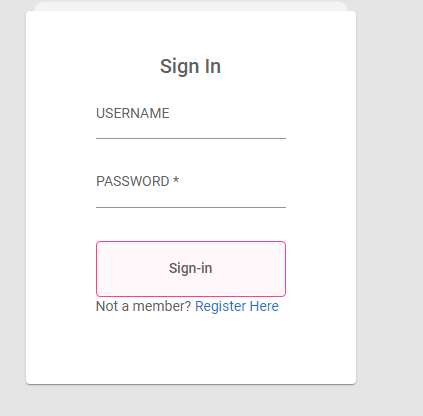 Sign In
USERNAME
PASSWORD *
Sign-in
Not a member? Register Here